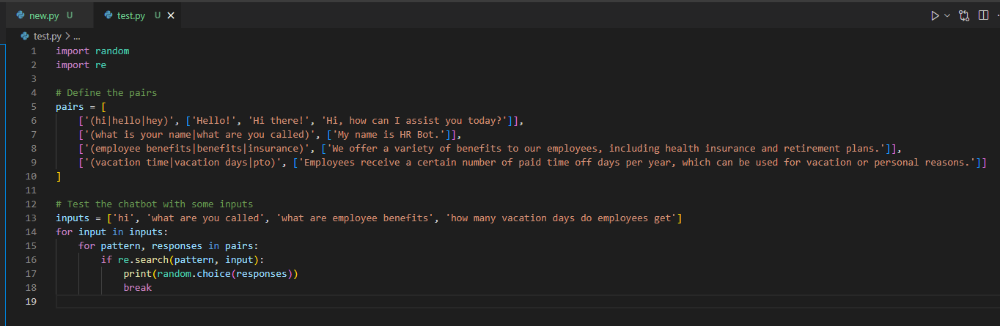 new.py U test.py U
test.py > ...
1 import random
2 import re
3
4 # Define the pairs
5 pairs = [
6     ['(hi|hello|hey)', ['Hello!', 'Hi there!', 'Hi, how can I assist you today?']],
7     ['(what is your name|what are you called)', ['My name is HR Bot.']],
8     ['(employee benefits|benefits|insurance)', ['We offer a variety of benefits to our employees, including health insurance and retirement plans.']],
9     ['(vacation time|vacation days|pto)', ['Employees receive a certain number of paid time off days per year, which can be used for vacation or personal reasons.']]
10 ]
11
12 # Test the chatbot with some inputs
13 inputs = ['hi', 'what are you called', 'what are employee benefits', 'how many vacation days do employees get']
14 for input in inputs:
15     for pattern, responses in pairs:
16         if re.search(pattern, input):
17             print(random.choice(responses))
18             break
19